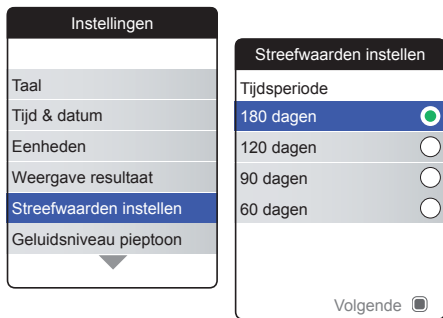 Instellingen
Taal
Tijd & datum
Eenheden
Weergave resultaat
Streefwaarden instellen
Geluidsniveau pieptoon
Streefwaarden instellen
Tijdsperiode
180 dagen
120 dagen
90 dagen
60 dagen
Volgende